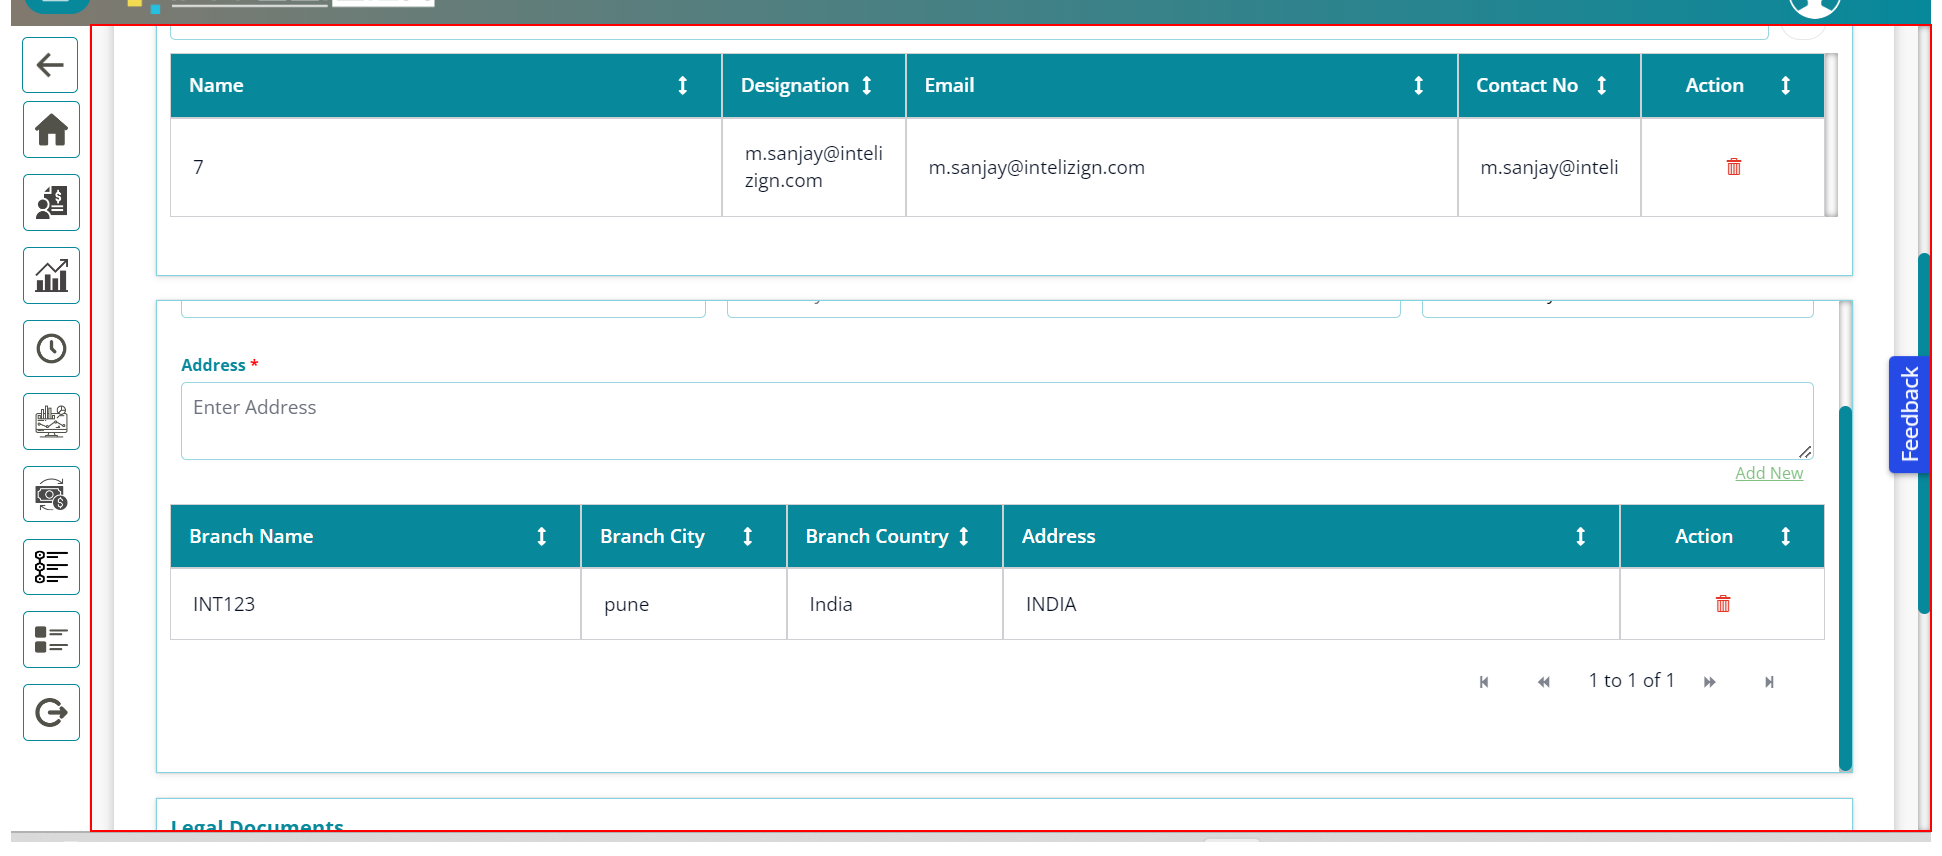 Name Designation Email Contact No Action
7 m.sanjay@inteli
zign.com m.sanjay@intelizign.com m.sanjay@inteli
Address *
Enter Address
Add New
Feedback
Branch Name Branch City Branch Country Address Action
INT123 pune India INDIA
1 to 1 of 1
Legal Documents